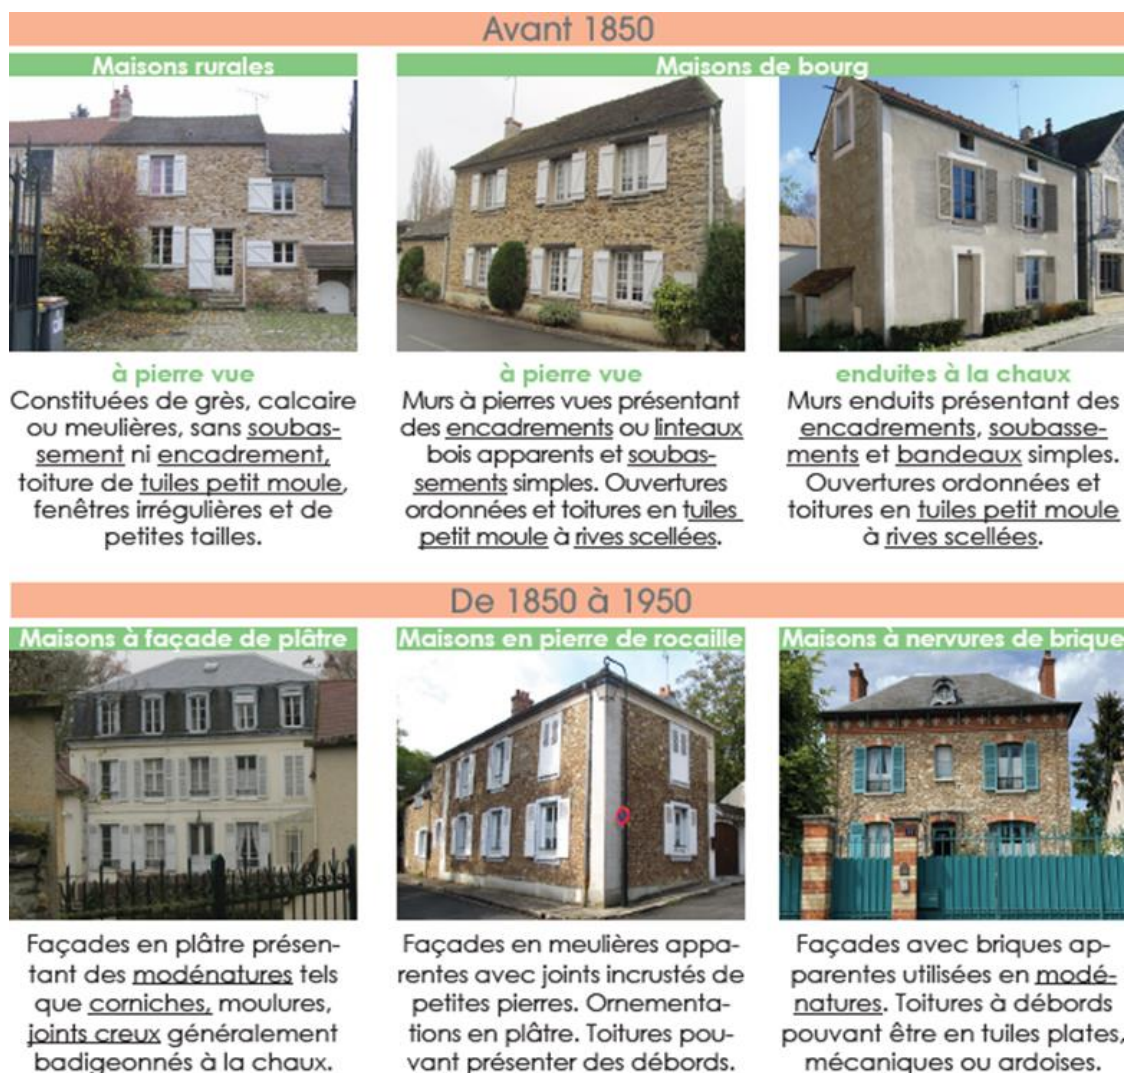 Avant 1850
Maisons rurales
Maisons de bourg
à pierre vue
Constituées de grès, calcaire
ou meulières, sans soubas-
sement ni encadrement,
toiture de tuiles petit moule,
fenêtres irrégulières et de
petites tailles.
à pierre vue
Murs à pierres vues présentant
des encadrements ou linteaux
bois apparents et soubas-
sements simples. Ouvertures
ordonnées et toitures en tuiles
petit moule à rives scellées.
enduites à la chaux
Murs enduits présentant des
encadrements, soubasse-
ments et bandeaux simples.
Ouvertures ordonnées et
toitures en tuiles petit moule
à rives scellées.
De 1850 à 1950
Maisons à façade de plâtre
Façades en plâtre présen-
tant des modénatures tels
que corniches, moulures,
joints creux généralement
badigeonnés à la chaux.
Maisons en pierre de rocaille
Façades en meulières appa-
rentes avec joints incrustés de
petites pierres. Ornementa-
tions en plâtre. Toitures pou-
vant présenter des débords.
Maisons à nervures de brique
Façades avec briques ap-
parentes utilisées en modé-
natures. Toitures à débords
pouvant être en tuiles plates,
mécaniques ou ardoises.